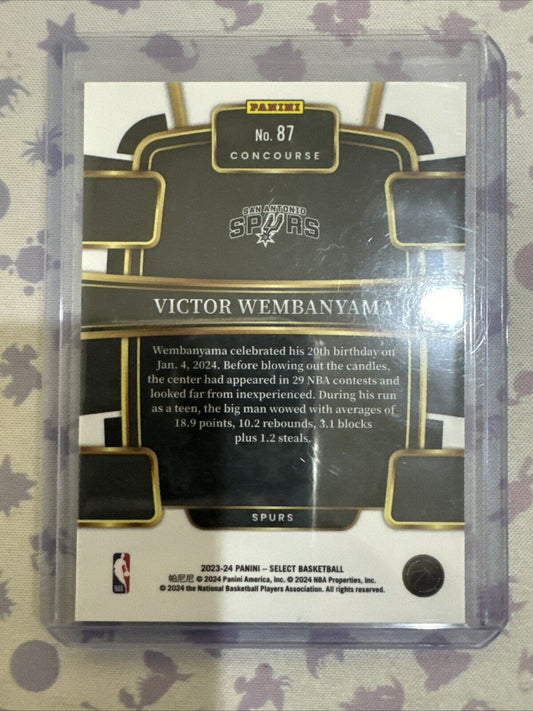 PANINI
No. 87
CONCOURSE
SAN ANTONIO
SPURS
VICTOR WEMBANYAMA
Wembanyama celebrated his 20th birthday on
Jan. 4, 2024. Before blowing out the candles,
the center had appeared in 29 NBA contests and
looked far from inexperienced. During his run
as a teen, the big man wowed with averages of
18.9 points, 10.2 rebounds, 3.1 blocks
plus 1.2 steals.
SPURS
2023-24 PANINI – SELECT BASKETBALL
帕尼尼 © 2024 Panini America, Inc. © 2024 NBA Properties, Inc.
© 2024 the National Basketball Players Association. All rights reserved.
NBA